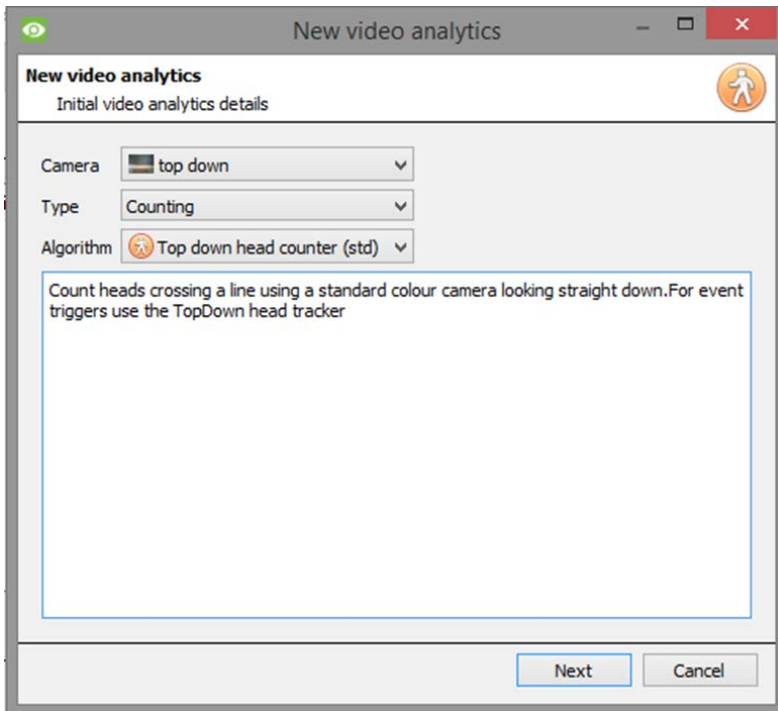 New video analytics
New video analytics
Initial video analytics details
Camera top down
Type Counting
Algorithm Top down head counter (std)
Count heads crossing a line using a standard colour camera looking straight down.For event
triggers use the TopDown head tracker
Next Cancel